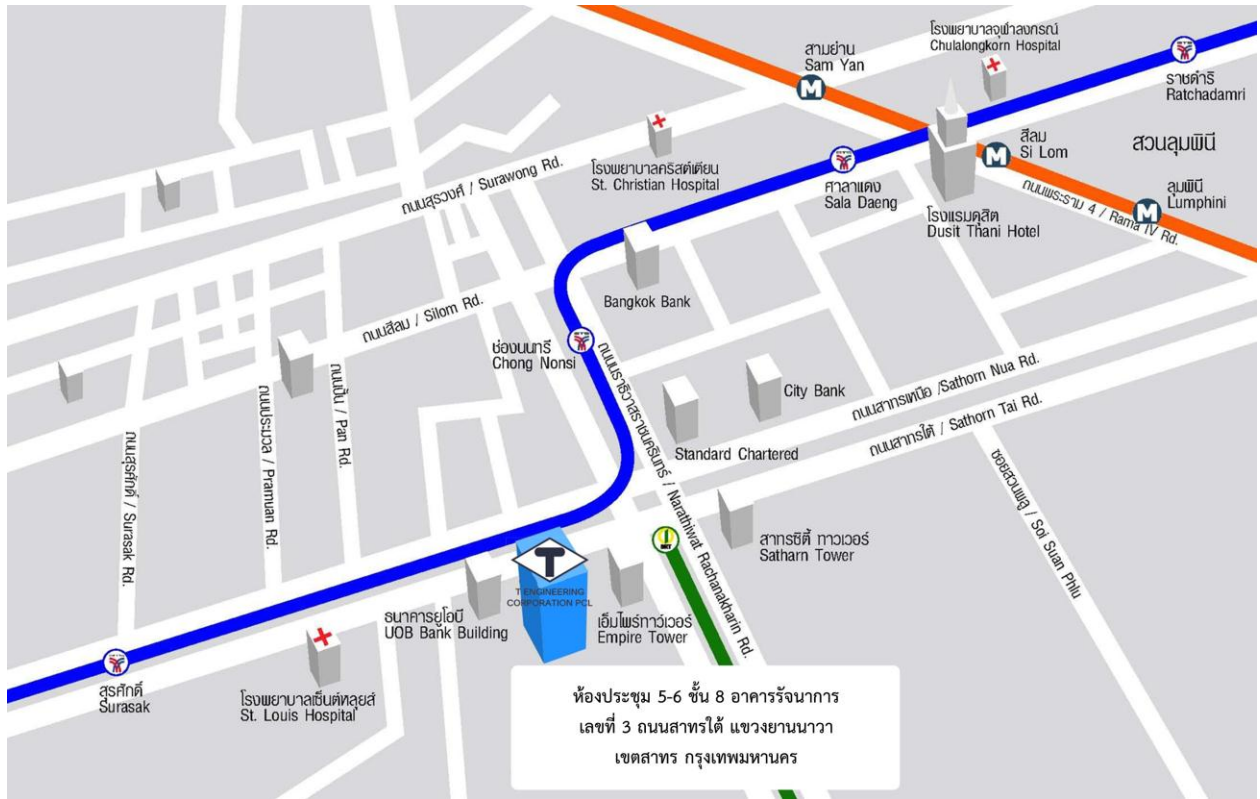 โรงพยาบาลจุฬาลงกรณ์
Chulalongkorn Hospital
สามย่าน
Sam Yan
M
ราชดำริ
Ratchadamri
โรงพยาบาลคริสต์เตียน
St. Christian Hospital
ถนนสุรวงศ์ / Surawong Rd.
ศาลาแดง
Sala Daeng
M
สีลม
Si Lom
สวนลุมพินี
ลุมพินี
Lumphini
M
โรงแรมดุสิต
Dusit Thani Hotel
ถนนพระราม 4 / Rama IV Rd.
Bangkok Bank
ถนนสีลม / Silom Rd.
ช่องนนทรี
Chong Nonsi
ถนนนราธิวาสราชนครินทร์ / Narathiwat Rachanakharin Rd.
City Bank
Standard Chartered
ถนนสาทรเหนือ /Sathorn Nua Rd.
ถนนสาทรใต้ / Sathorn Tai Rd.
ถนนสุรศักดิ์ / Surasak Rd.
ถนนประมวล / Pramuan Rd.
ถนนปั้น / Pan Rd.
ซอยสวนพลู / Soi Suan Phlu
สาทรซิตี้ ทาวเวอร์
Satharn Tower
BRT
T
T ENGINEERING
CORPORATION PCL
ธนาคารยูโอบี
UOB Bank Building
เอ็มไพร์ทาว์เวอร์
Empire Tower
สุรศักดิ์
Surasak
โรงพยาบาลเซ็นต์หลุยส์
St. Louis Hospital
ห้องประชุม 5-6 ชั้น 8 อาคารรัจนาการ
เลขที่ 3 ถนนสาทรใต้ แขวงยานนาวา
เขตสาทร กรุงเทพมหานคร